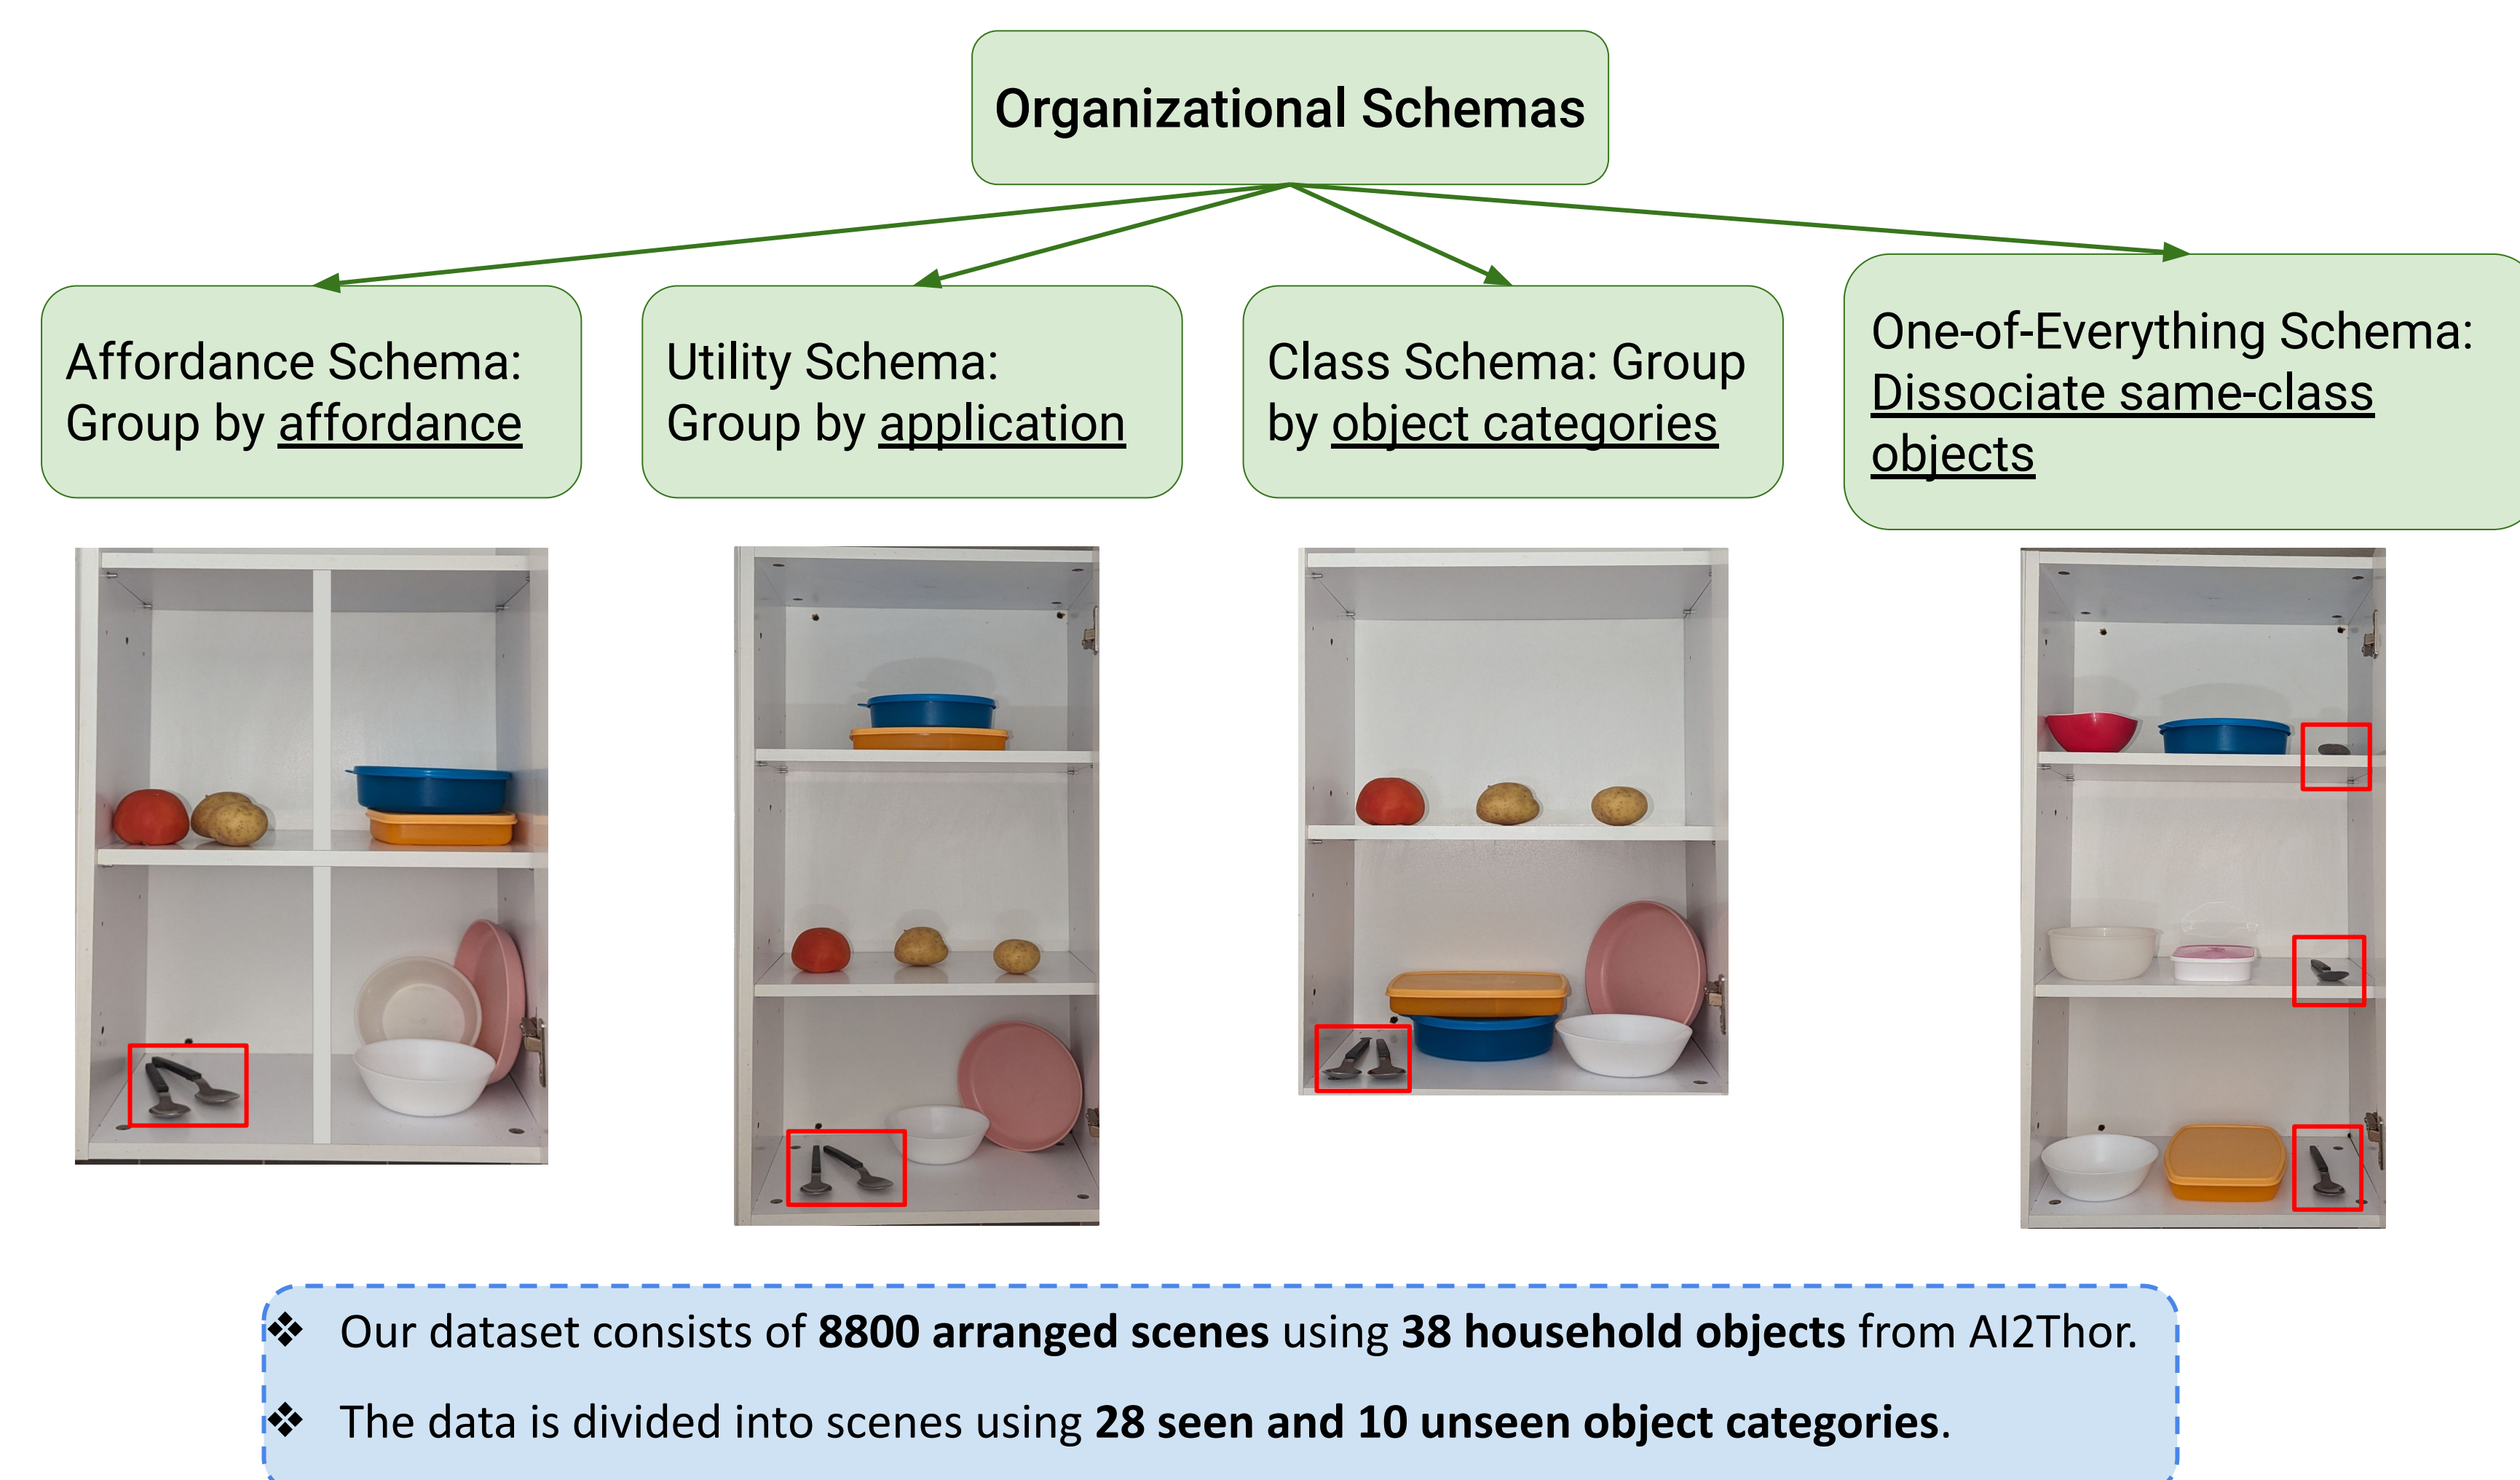 Organizational Schemas
Affordance Schema:
Group by affordance
Utility Schema:
Group by application
Class Schema: Group
by object categories
One-of-Everything Schema:
Dissociate same-class
objects
❖ Our dataset consists of 8800 arranged scenes using 38 household objects from AI2Thor.
❖ The data is divided into scenes using 28 seen and 10 unseen object categories.